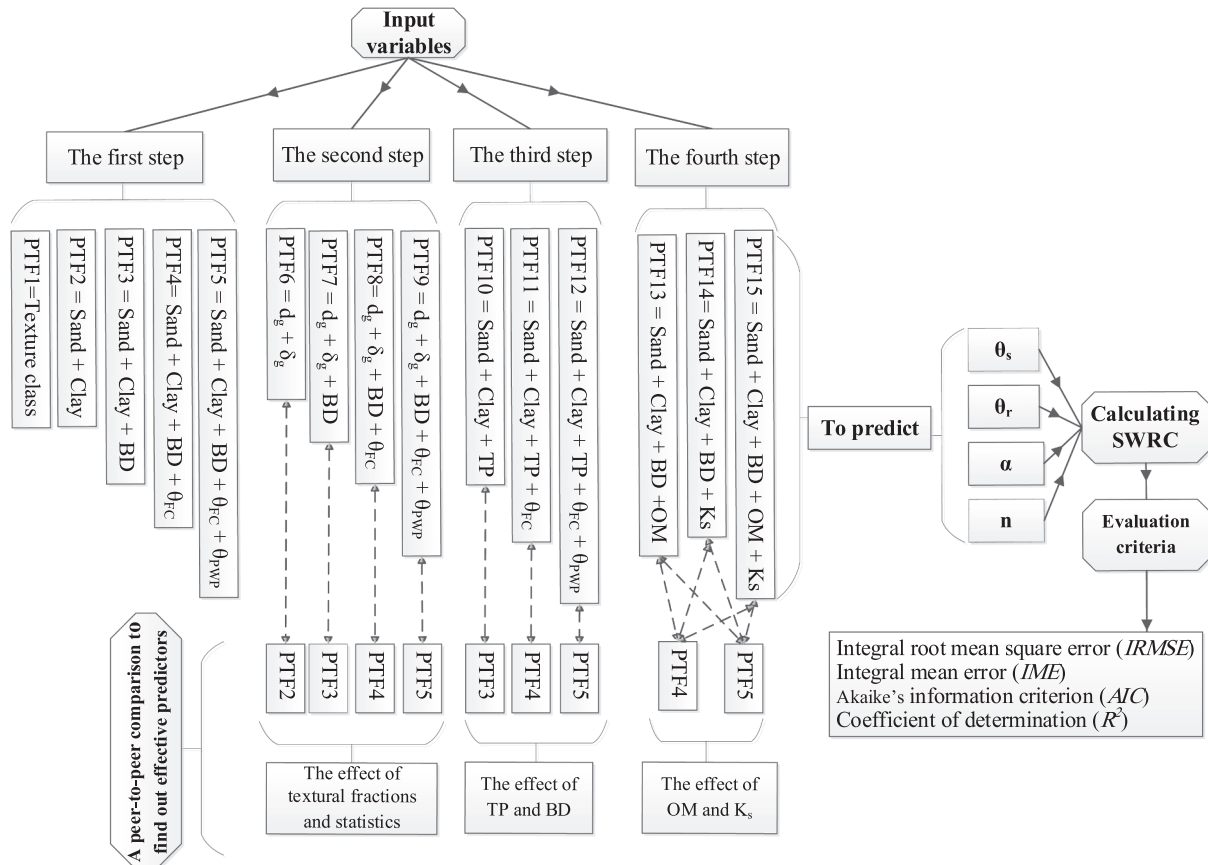 Input
variables
The first step
The second step
The third step
The fourth step
PTF1=Texture class
PTF2 = Sand + Clay
PTF3 = Sand + Clay + BD
PTF4= Sand + Clay + BD + θFC
PTF5 = Sand + Clay + BD + θFC + θPWP
PTF6 = dg + δg
PTF7 = dg + δg + BD
PTF8= dg + δg + BD + θFC
PTF9 = dg + δg + BD + θFC + θPWP
PTF10 = Sand + Clay + TP
PTF11 = Sand + Clay + TP + θFC
PTF12 = Sand + Clay + TP + θFC + θPWP
PTF13 = Sand + Clay + BD +OM
PTF14= Sand + Clay + BD + Ks
PTF15 = Sand + Clay + BD + OM + Ks
To predict
θs
θr
α
n
Calculating
SWRC
Evaluation
criteria
Integral root mean square error (IRMSE)
Integral mean error (IME)
Akaike's information criterion (AIC)
Coefficient of determination (R²)
A peer-to-peer comparison to
find out effective predictors
PTF2
PTF3
PTF4
PTF5
PTF3
PTF4
PTF5
PTF4
PTF5
The effect of
textural fractions
and statistics
The effect of
TP and BD
The effect of
OM and Ks